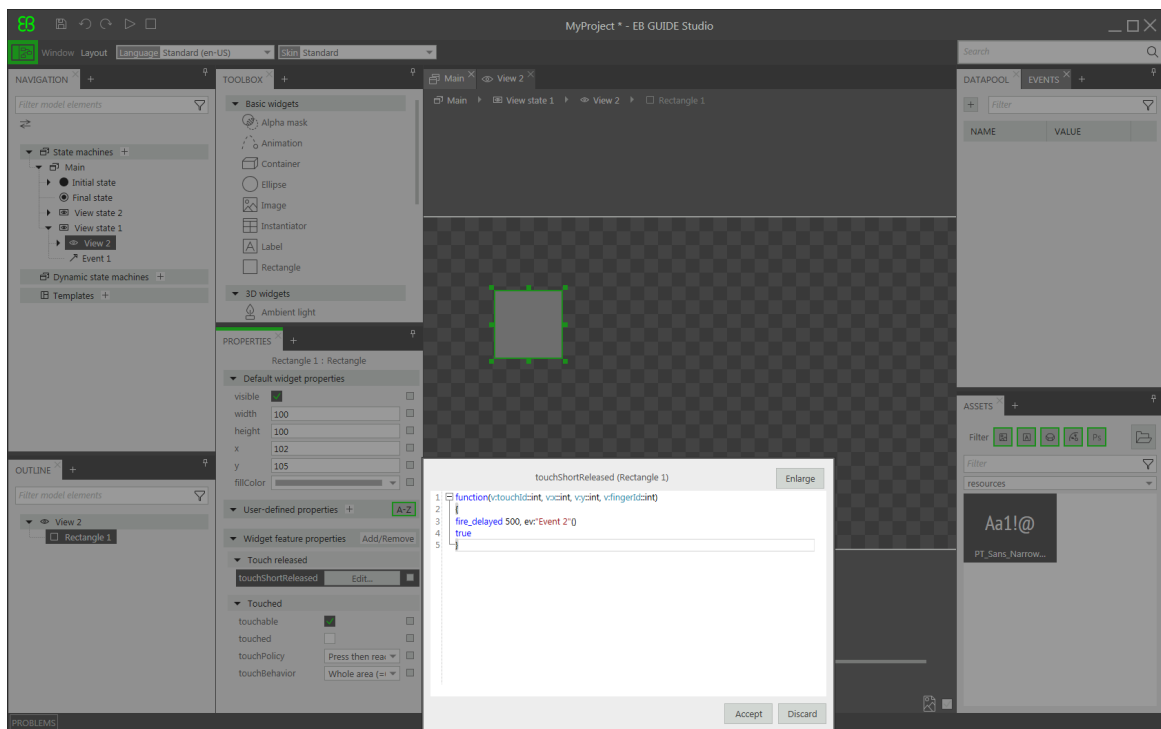 EB
MyProject * - EB GUIDE Studio
Window Layout Language Standard (en-US) Skin Standard
Search
NAVIGATION
Filter model elements
State machines
Main
Initial state
Final state
View state 2
View state 1
View 2
Event 1
Dynamic state machines
Templates
OUTLINE
Filter model elements
View 2
Rectangle 1
PROBLEMS
TOOLBOX
Basic widgets
Alpha mask
Animation
Container
Ellipse
Image
Instantiator
Label
Rectangle
3D widgets
Ambient light
PROPERTIES
Rectangle 1 : Rectangle
Default widget properties
visible
width 100
height 100
x 102
y 105
fillColor
User-defined properties + A-Z
Widget feature properties Add/Remove
Touch released
touchShortReleased Edit...
Touched
touchable
touched
touchPolicy Press then rea
touchBehavior Whole area (=
Main View 2
Main View state 1 View 2 Rectangle 1
touchShortReleased (Rectangle 1)
Enlarge
1 function(v:touchId::int, v:x::int, v:y::int, v:fingerId::int)
2 {
3 fire_delayed 500, ev:"Event 2"()
4 true
5 }
Accept Discard
DATAPOOL EVENTS
Filter
NAME VALUE
ASSETS
Filter A Ps
Filter
resources
Aa1!@
PT_Sans_Narrow...